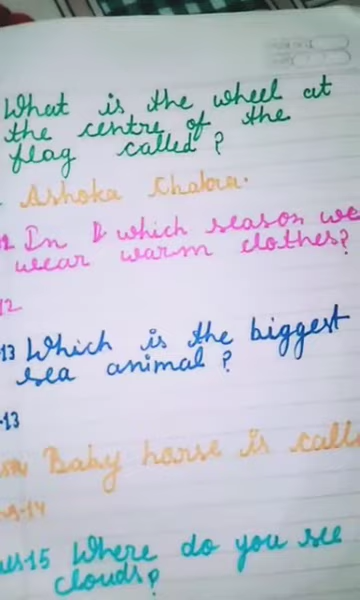 What is the wheel at
the centre of the
flag called?
Ashoka Chakra.
In which season we
wear warm clothes?
12
13 Which is the biggest
sea animal?
-13
Baby horse is call
-14
15 Where do you see
clouds?